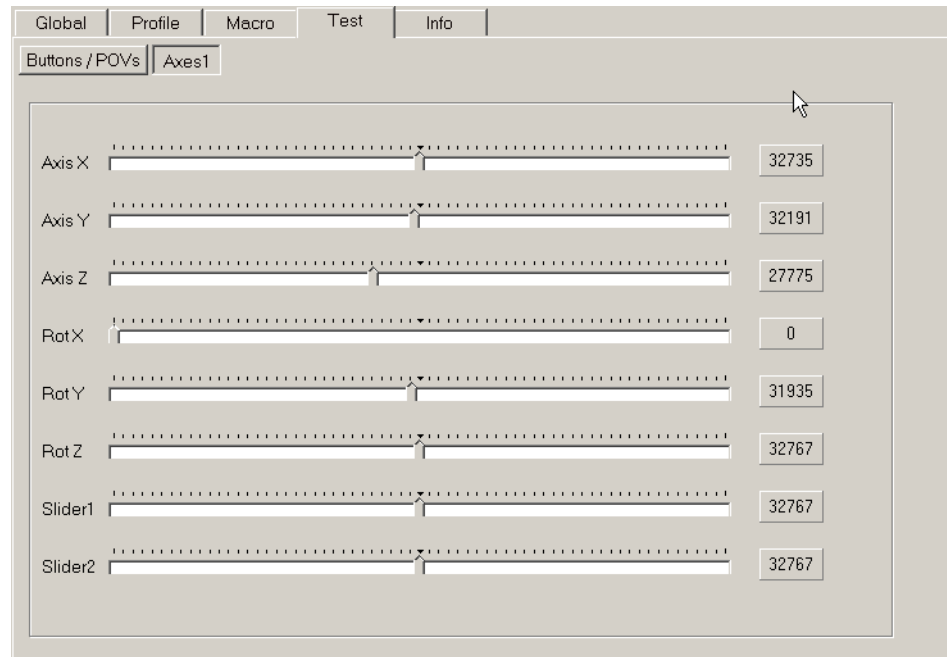 Global Profile Macro Test Info
Buttons / POVs Axes1
Axis X 32735
Axis Y 32191
Axis Z 27775
Rot X 0
Rot Y 31935
Rot Z 32767
Slider1 32767
Slider2 32767